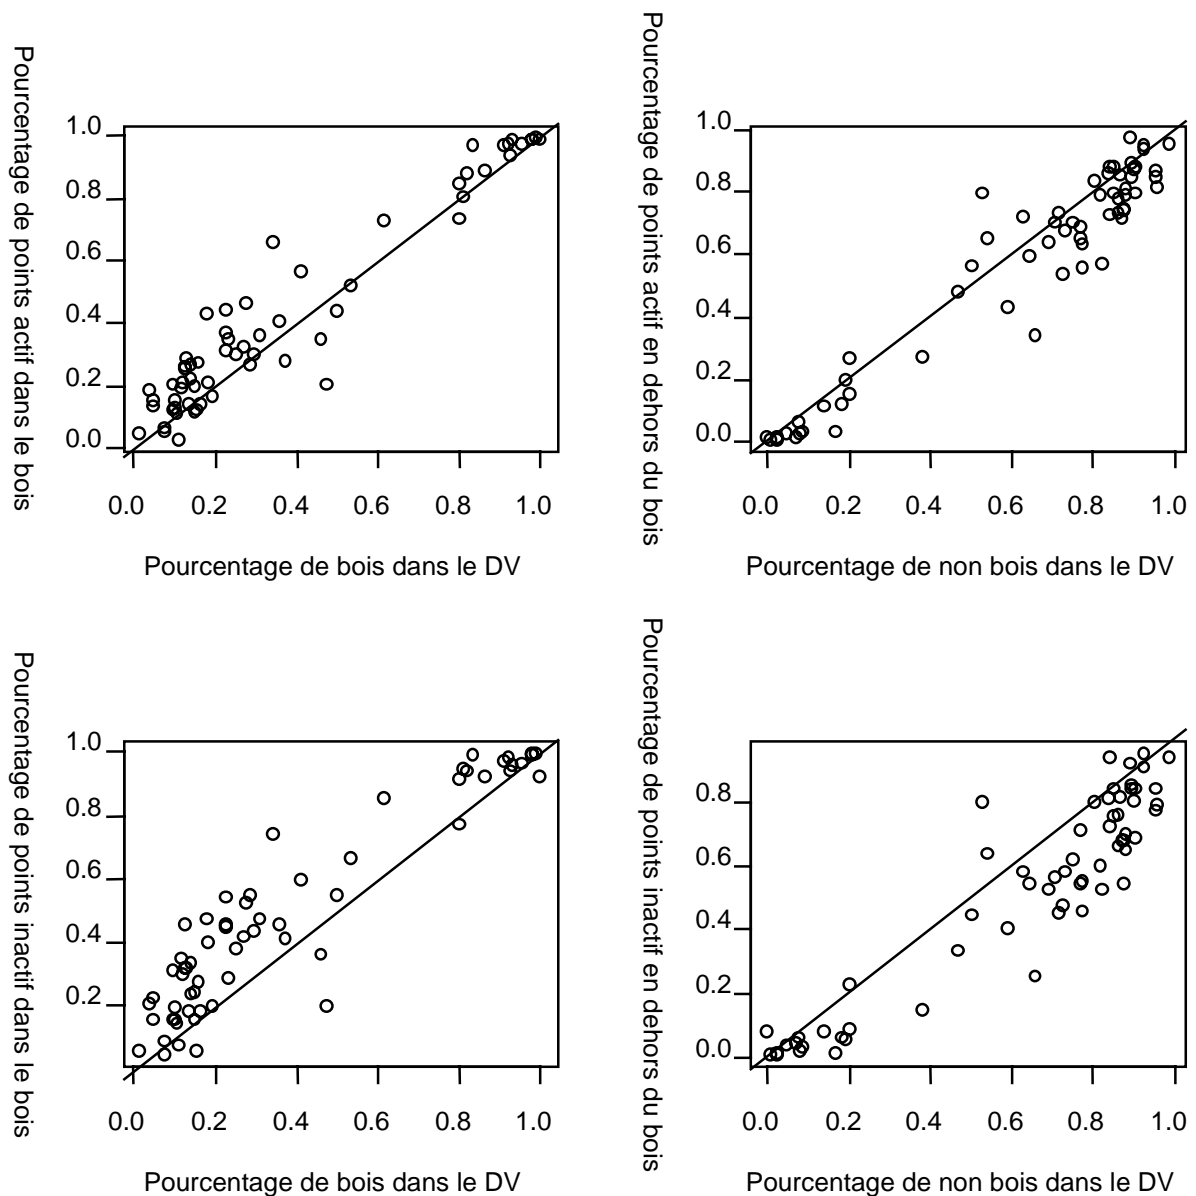 Pourcentage de points actif dans le bois
1.0
0.8
0.6
0.4
0.2
0.0
0.0 0.2 0.4 0.6 0.8 1.0
Pourcentage de bois dans le DV
Pourcentage de points actif en dehors du bois
1.0
0.8
0.6
0.4
0.2
0.0
0.0 0.2 0.4 0.6 0.8 1.0
Pourcentage de non bois dans le DV
Pourcentage de points inactif dans le bois
1.0
0.8
0.6
0.4
0.2
0.0 0.2 0.4 0.6 0.8 1.0
Pourcentage de bois dans le DV
Pourcentage de points inactif en dehors du bois
0.8
0.6
0.4
0.2
0.0
0.0 0.2 0.4 0.6 0.8 1.0
Pourcentage de non bois dans le DV